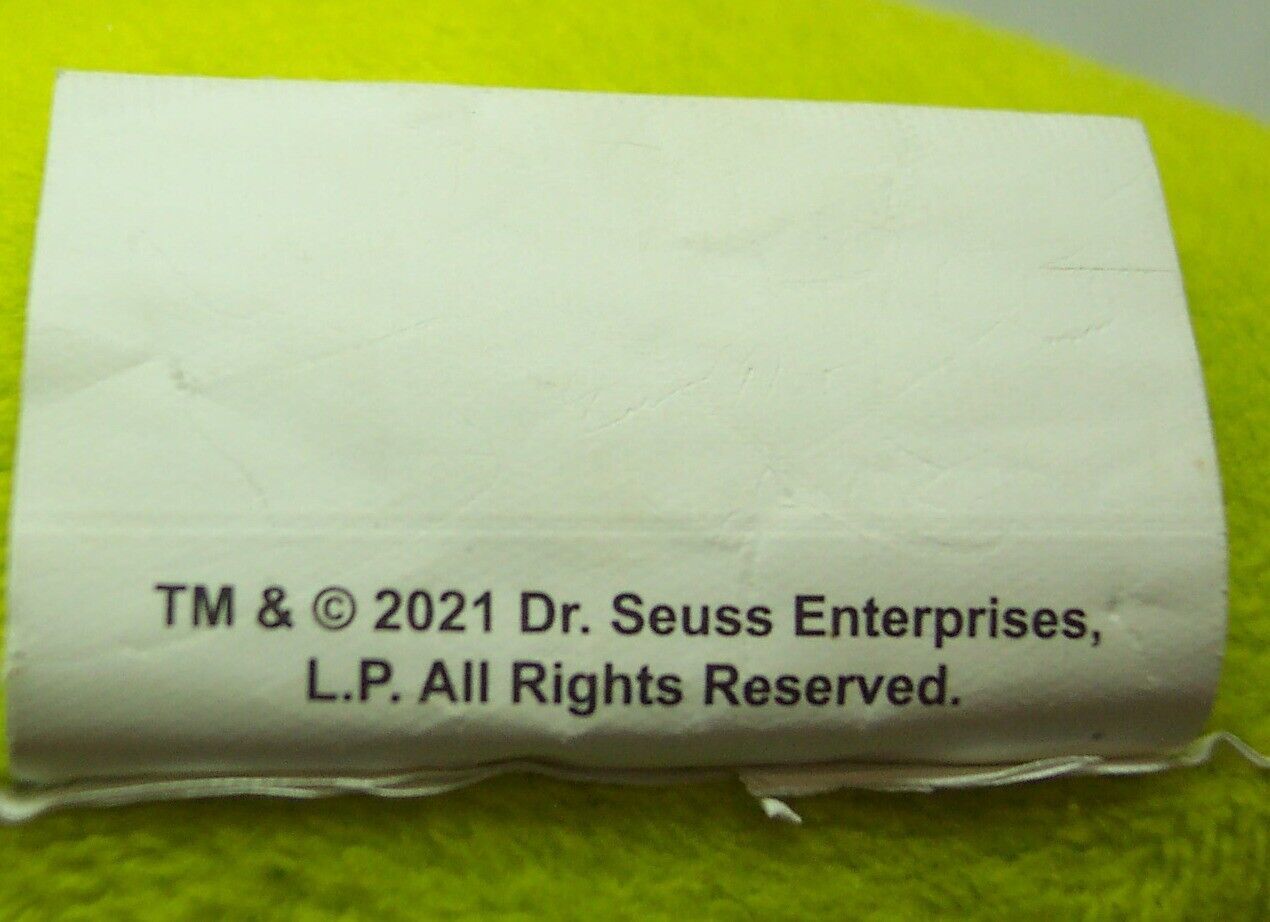 TM & © 2021 Dr. Seuss Enterprises,
L.P. All Rights Reserved.